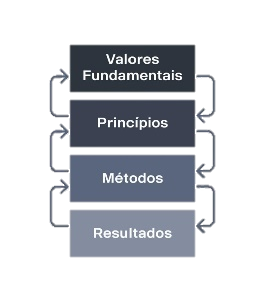 Valores
Fundamentais
Princípios
Métodos
Resultados